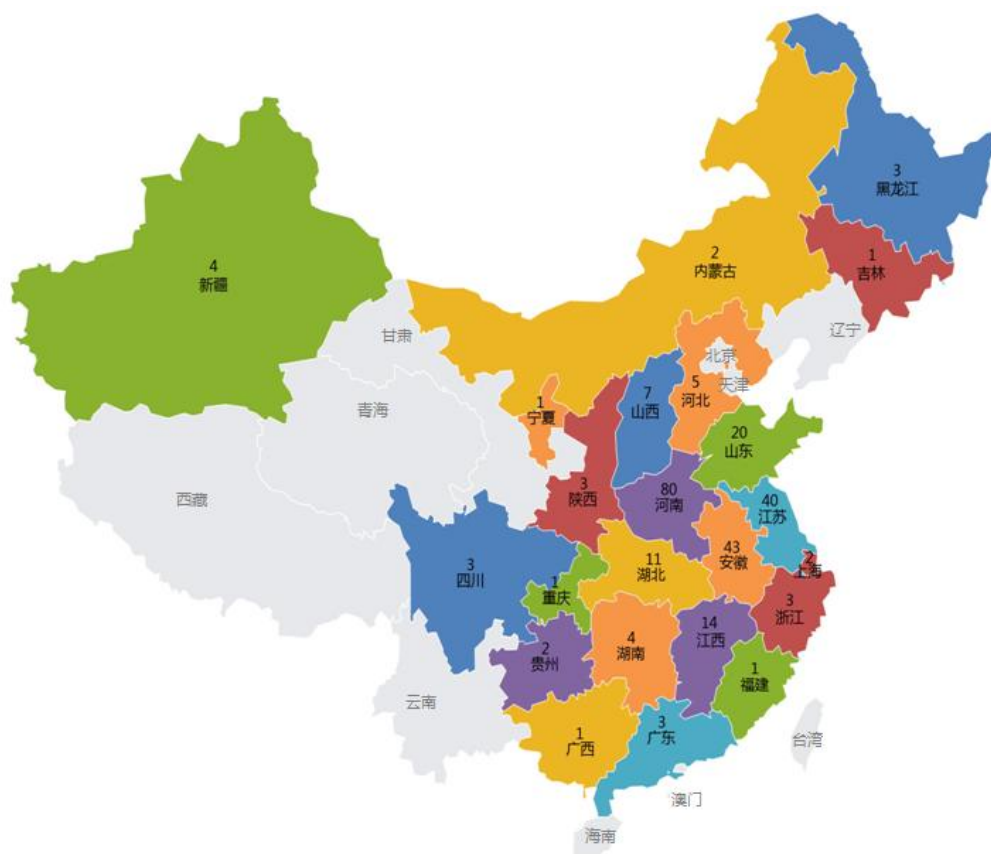 3
黑龙江
1
吉林
2
内蒙古
4
新疆
辽宁
甘肃
北京
天津
5
河北
7
山西
1
宁夏
青海
20
山东
3
陕西
80
河南
40
江苏
西藏
43
安徽
11
湖北
2
上海
3
四川
1
重庆
3
浙江
14
江西
4
湖南
2
贵州
1
福建
云南
3
广东
1
广西
台湾
澳门
海南